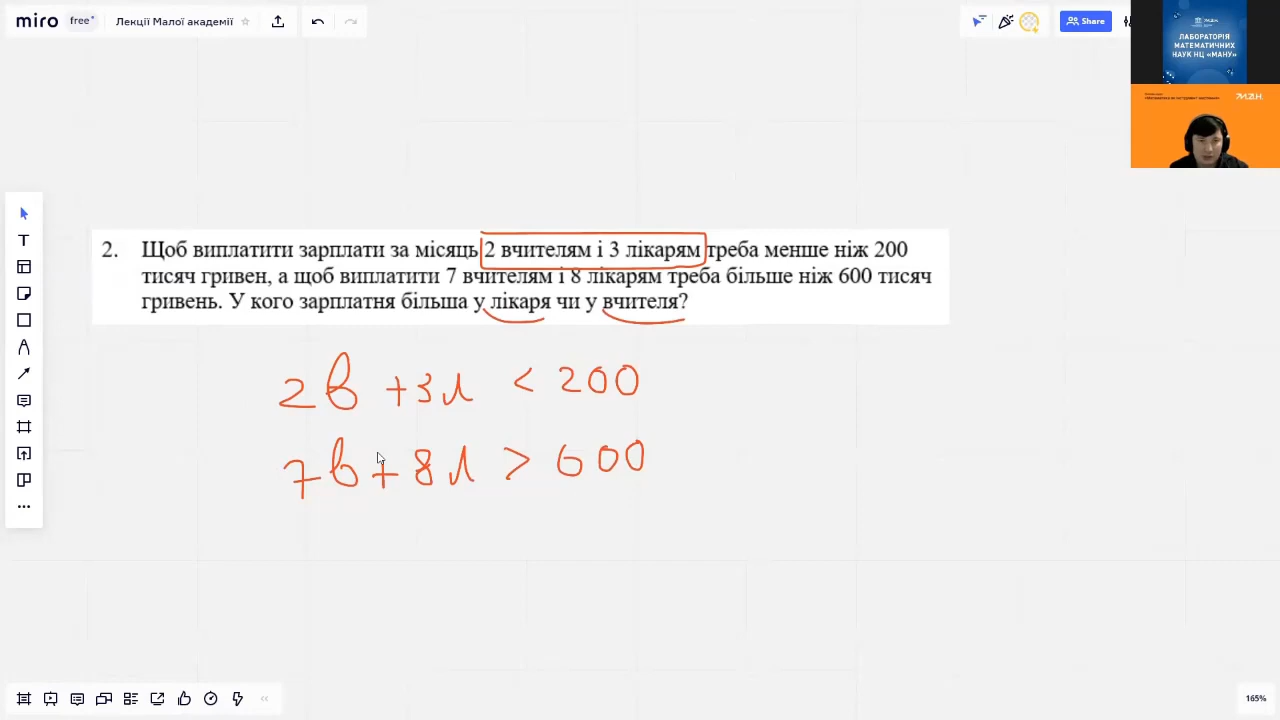 miro free Лекції Малої академії Share
ЛАБОРАТОРІЯ
МАТЕМАТИЧНИХ
НАУК НЦ «МАНУ»
2. Щоб виплатити зарплати за місяць 2 вчителям і 3 лікарям треба менше ніж 200
тисяч гривен, а щоб виплатити 7 вчителям і 8 лікарям треба більше ніж 600 тисяч
гривень. У кого зарплатня більша у лікаря чи у вчителя?
2в + 3л < 200
7в + 8л > 600
165%